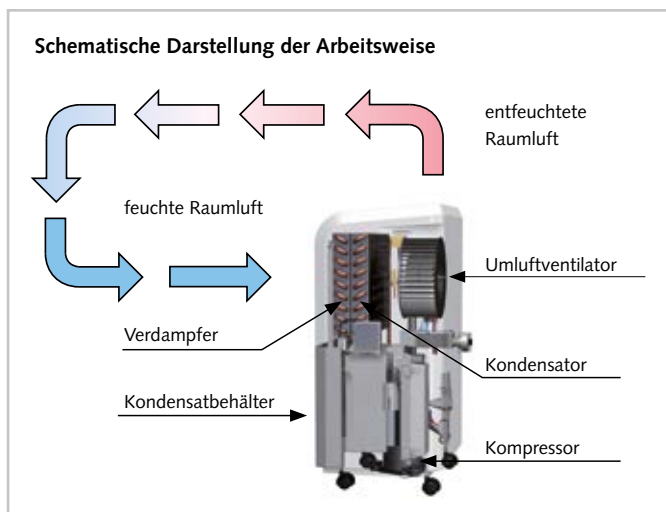 Schematische Darstellung der Arbeitsweise
entfeuchtete
Raumluft
feuchte Raumluft
Umluftventilator
Verdampfer
Kondensator
Kondensatbehälter
Kompressor